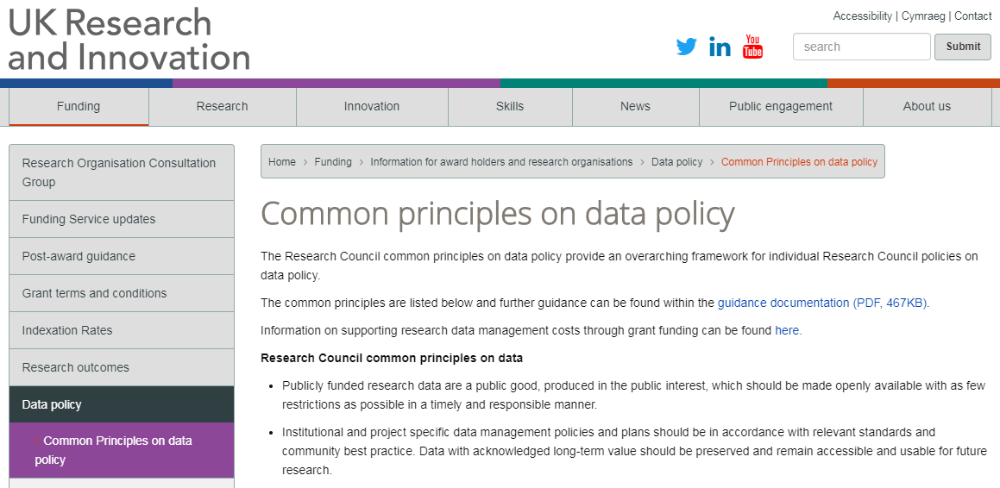 UK Research
and Innovation
Accessibility | Cymraeg | Contact
You
Tube
search
Submit
Funding
Research
Innovation
Skills
News
Public engagement
About us
Research Organisation Consultation
Group
Funding Service updates
Post-award guidance
Grant terms and conditions
Indexation Rates
Research outcomes
Data policy
Common Principles on data
policy
Home > Funding > Information for award holders and research organisations > Data policy > Common Principles on data policy
Common principles on data policy
The Research Council common principles on data policy provide an overarching framework for individual Research Council policies on
data policy.
The common principles are listed below and further guidance can be found within the guidance documentation (PDF, 467KB).
Information on supporting research data management costs through grant funding can be found here.
Research Council common principles on data
• Publicly funded research data are a public good, produced in the public interest, which should be made openly available with as few
restrictions as possible in a timely and responsible manner.
• Institutional and project specific data management policies and plans should be in accordance with relevant standards and
community best practice. Data with acknowledged long-term value should be preserved and remain accessible and usable for future
research.